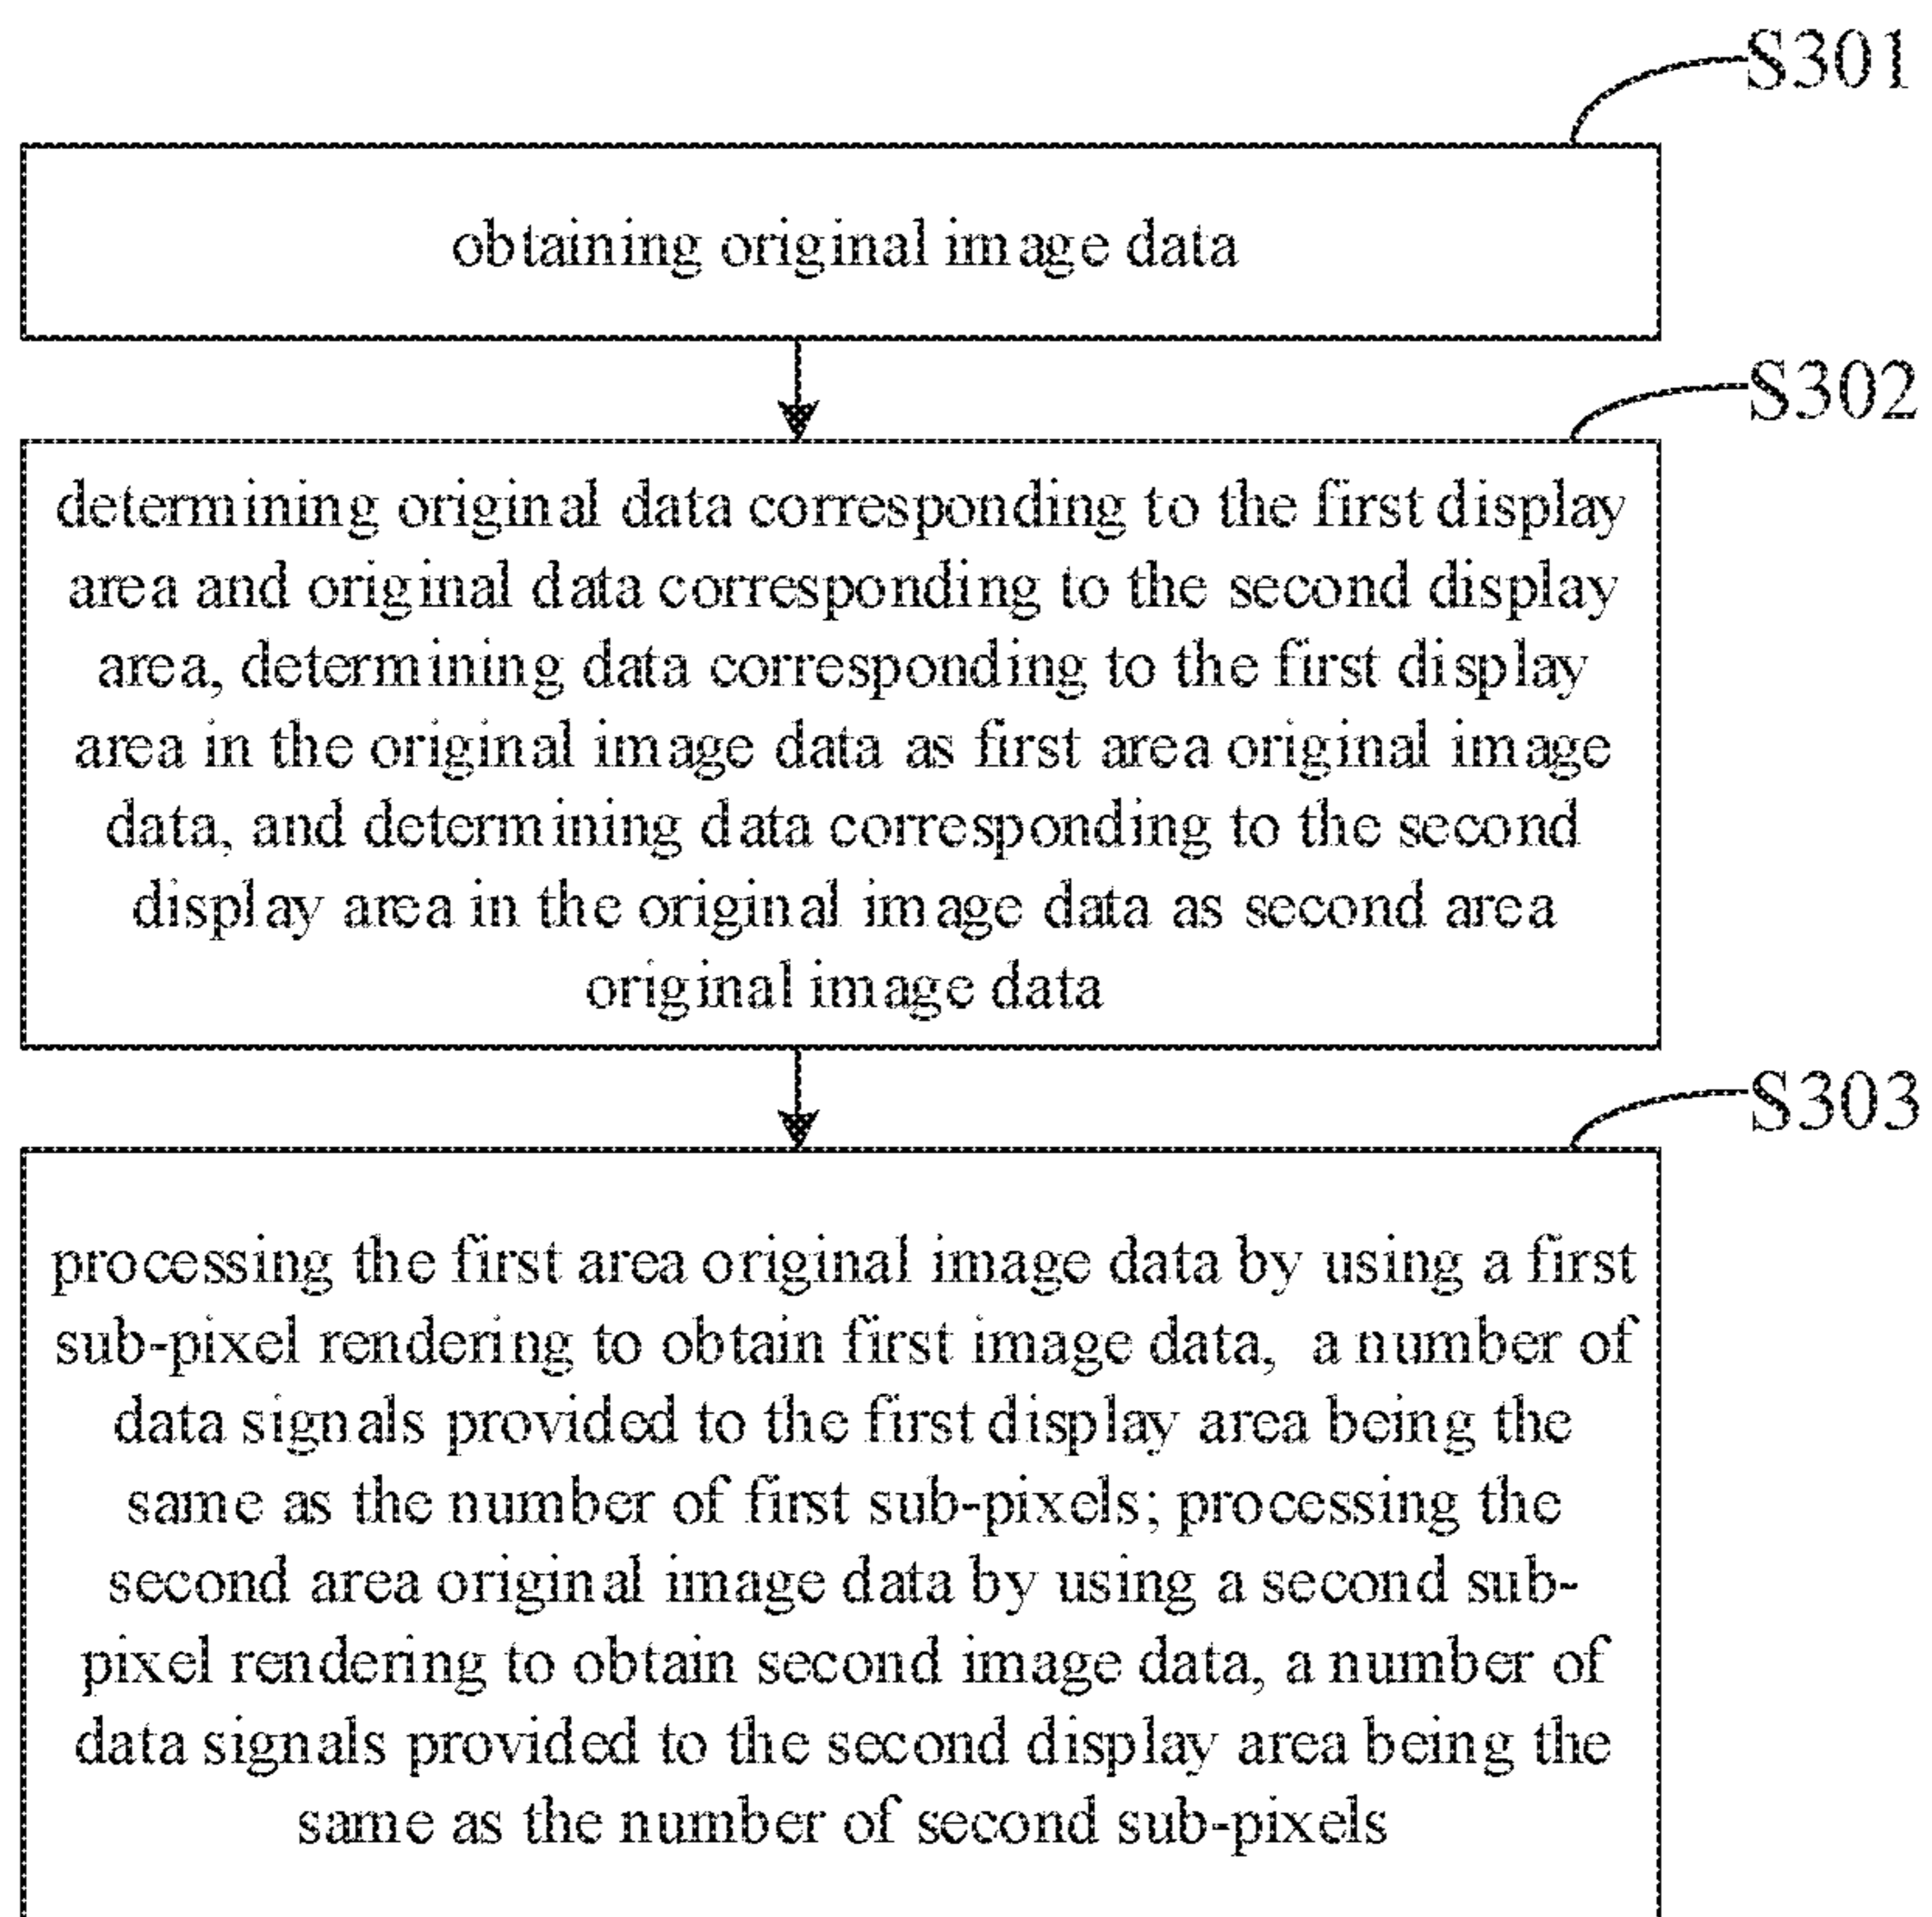 S301
obtaining original image data
S302
determining original data corresponding to the first display
area and original data corresponding to the second display
area, determining data corresponding to the first display
area in the original image data as first area original image
data, and determining data corresponding to the second
display area in the original image data as second area
original image data
S303
processing the first area original image data by using a first
sub-pixel rendering to obtain first image data, a number of
data signals provided to the first display area being the
same as the number of first sub-pixels; processing the
second area original image data by using a second sub-
pixel rendering to obtain second image data, a number of
data signals provided to the second display area being the
same as the number of second sub-pixels